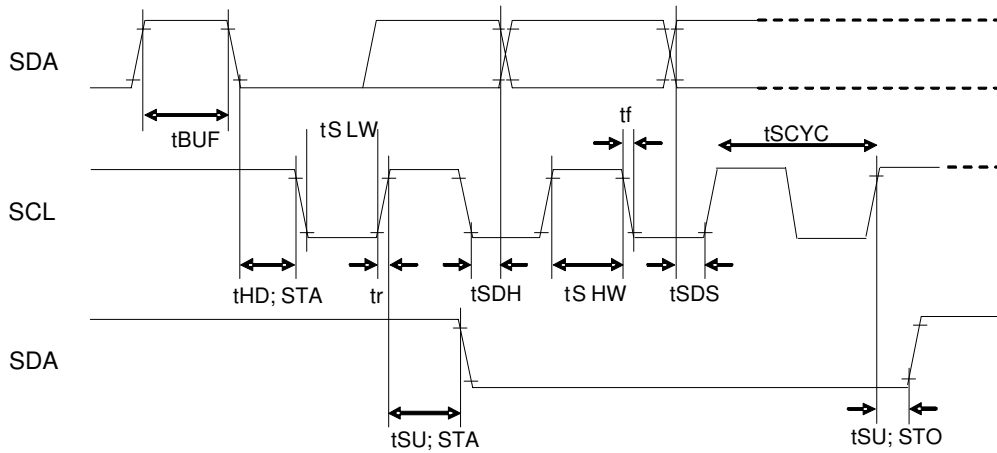 SDA
tBUF
tS LW
tf
tSCYC
SCL
tHD; STA
tr
tSDH
tS HW
tSDS
SDA
tSU; STA
tSU; STO